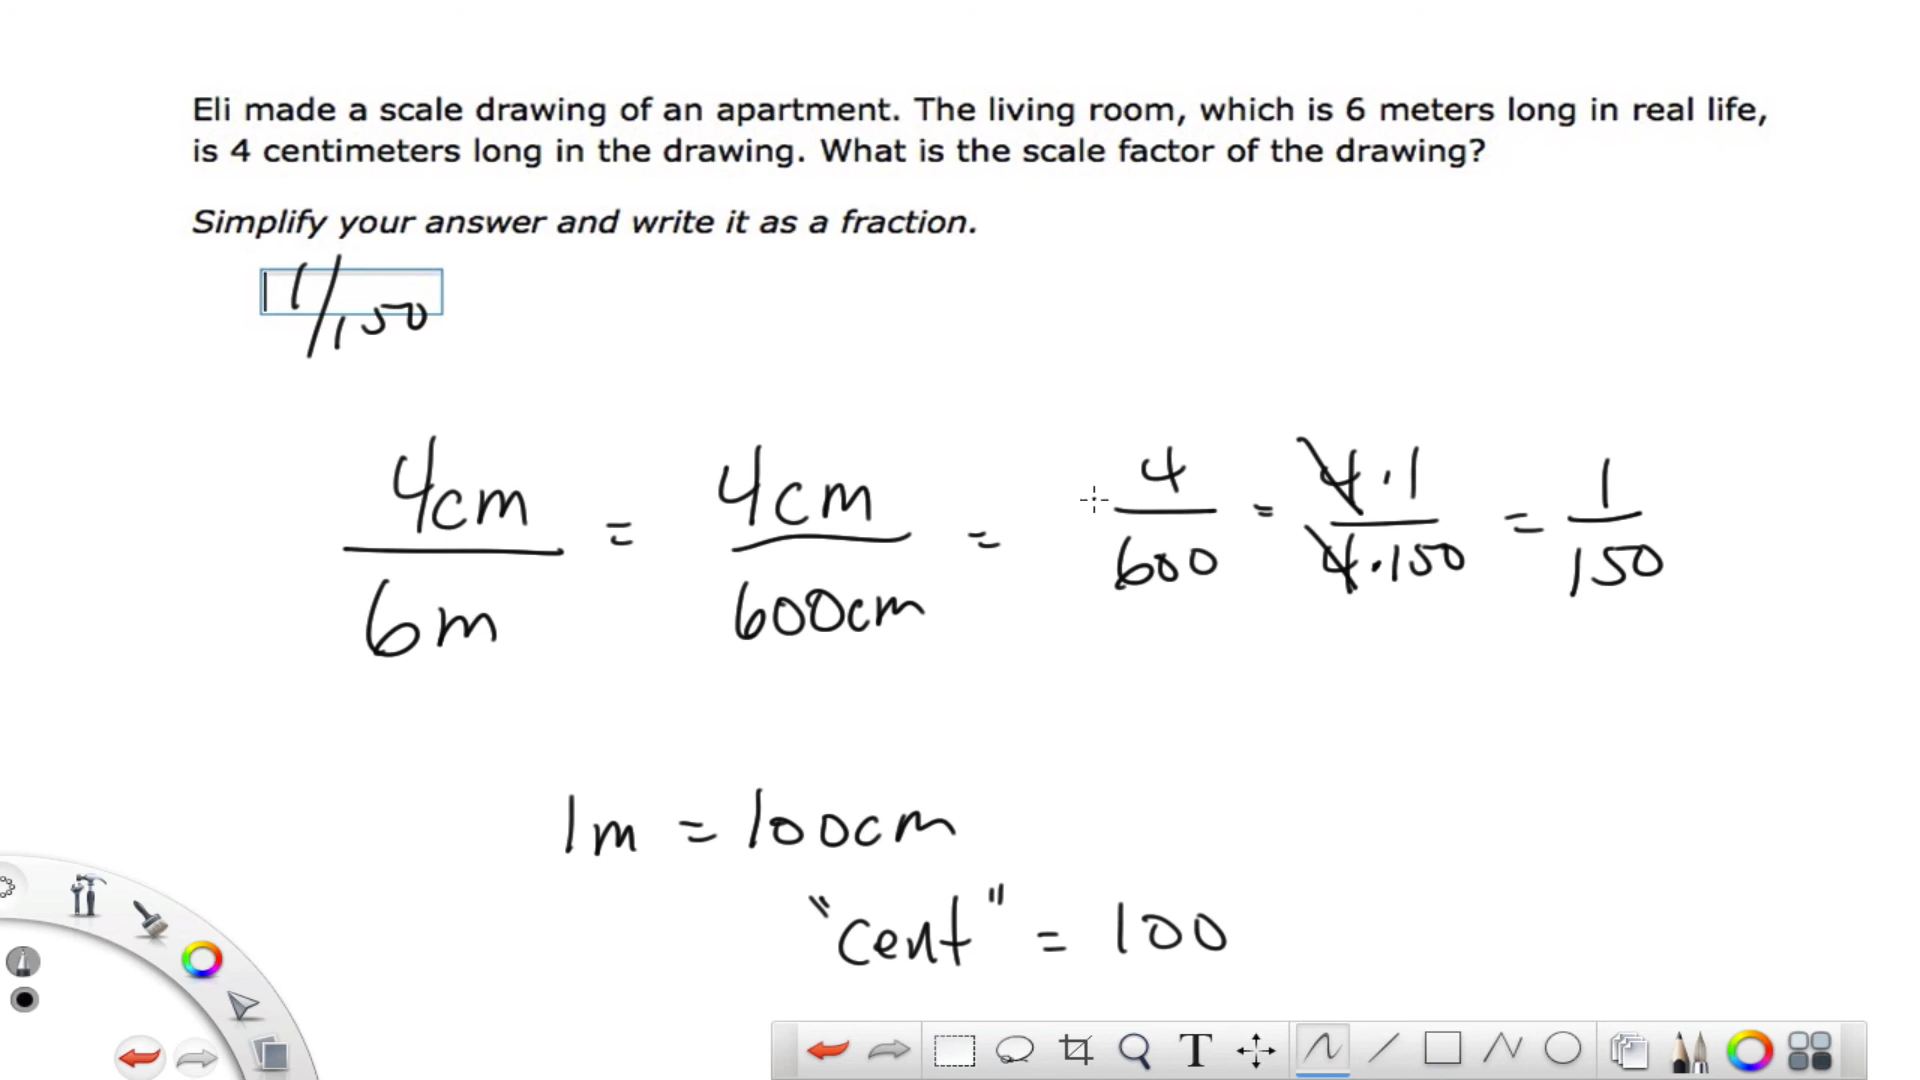 Eli made a scale drawing of an apartment. The living room, which is 6 meters long in real life,
is 4 centimeters long in the drawing. What is the scale factor of the drawing?
Simplify your answer and write it as a fraction.
1/150
4cm/6m = 4cm/600cm = 4/600 = 4·1/4·150 = 1/150
1m = 100cm
"cent" = 100
T